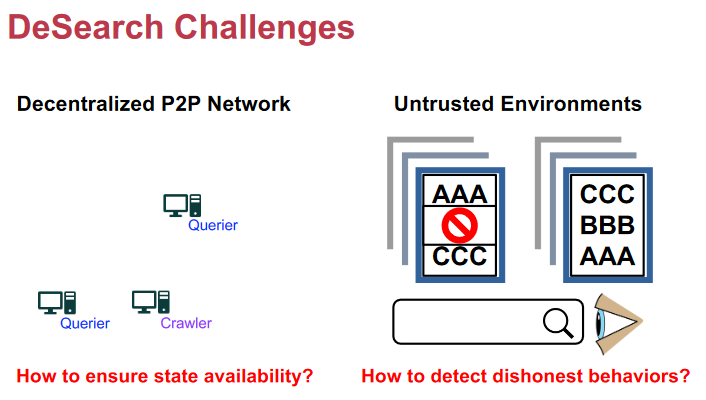 DeSearch Challenges
Decentralized P2P Network
Querier
Querier
Crawler
How to ensure state availability?
Untrusted Environments
AAA
CCC
CCC
BBB
AAA
How to detect dishonest behaviors?